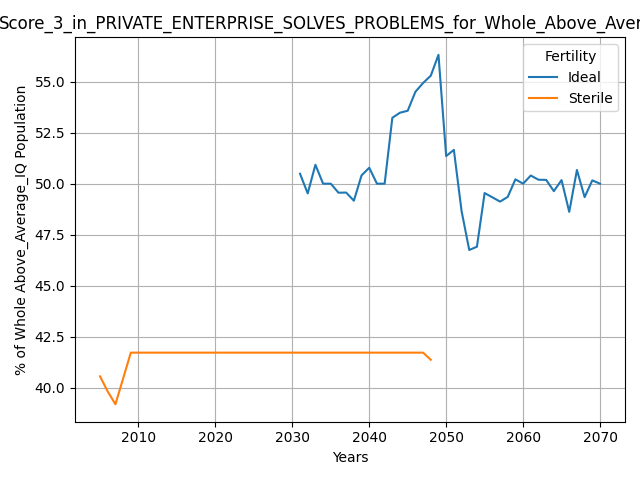 Score_3_in_PRIVATE_ENTERPRISE_SOLVES_PROBLEMS_for_Whole_Above_Aver
Fertility
Ideal
Sterile
% of Whole Above_Average_IQ Population
55.0
52.5
50.0
47.5
45.0
42.5
40.0
2010 2020 2030 2040 2050 2060 2070
Years